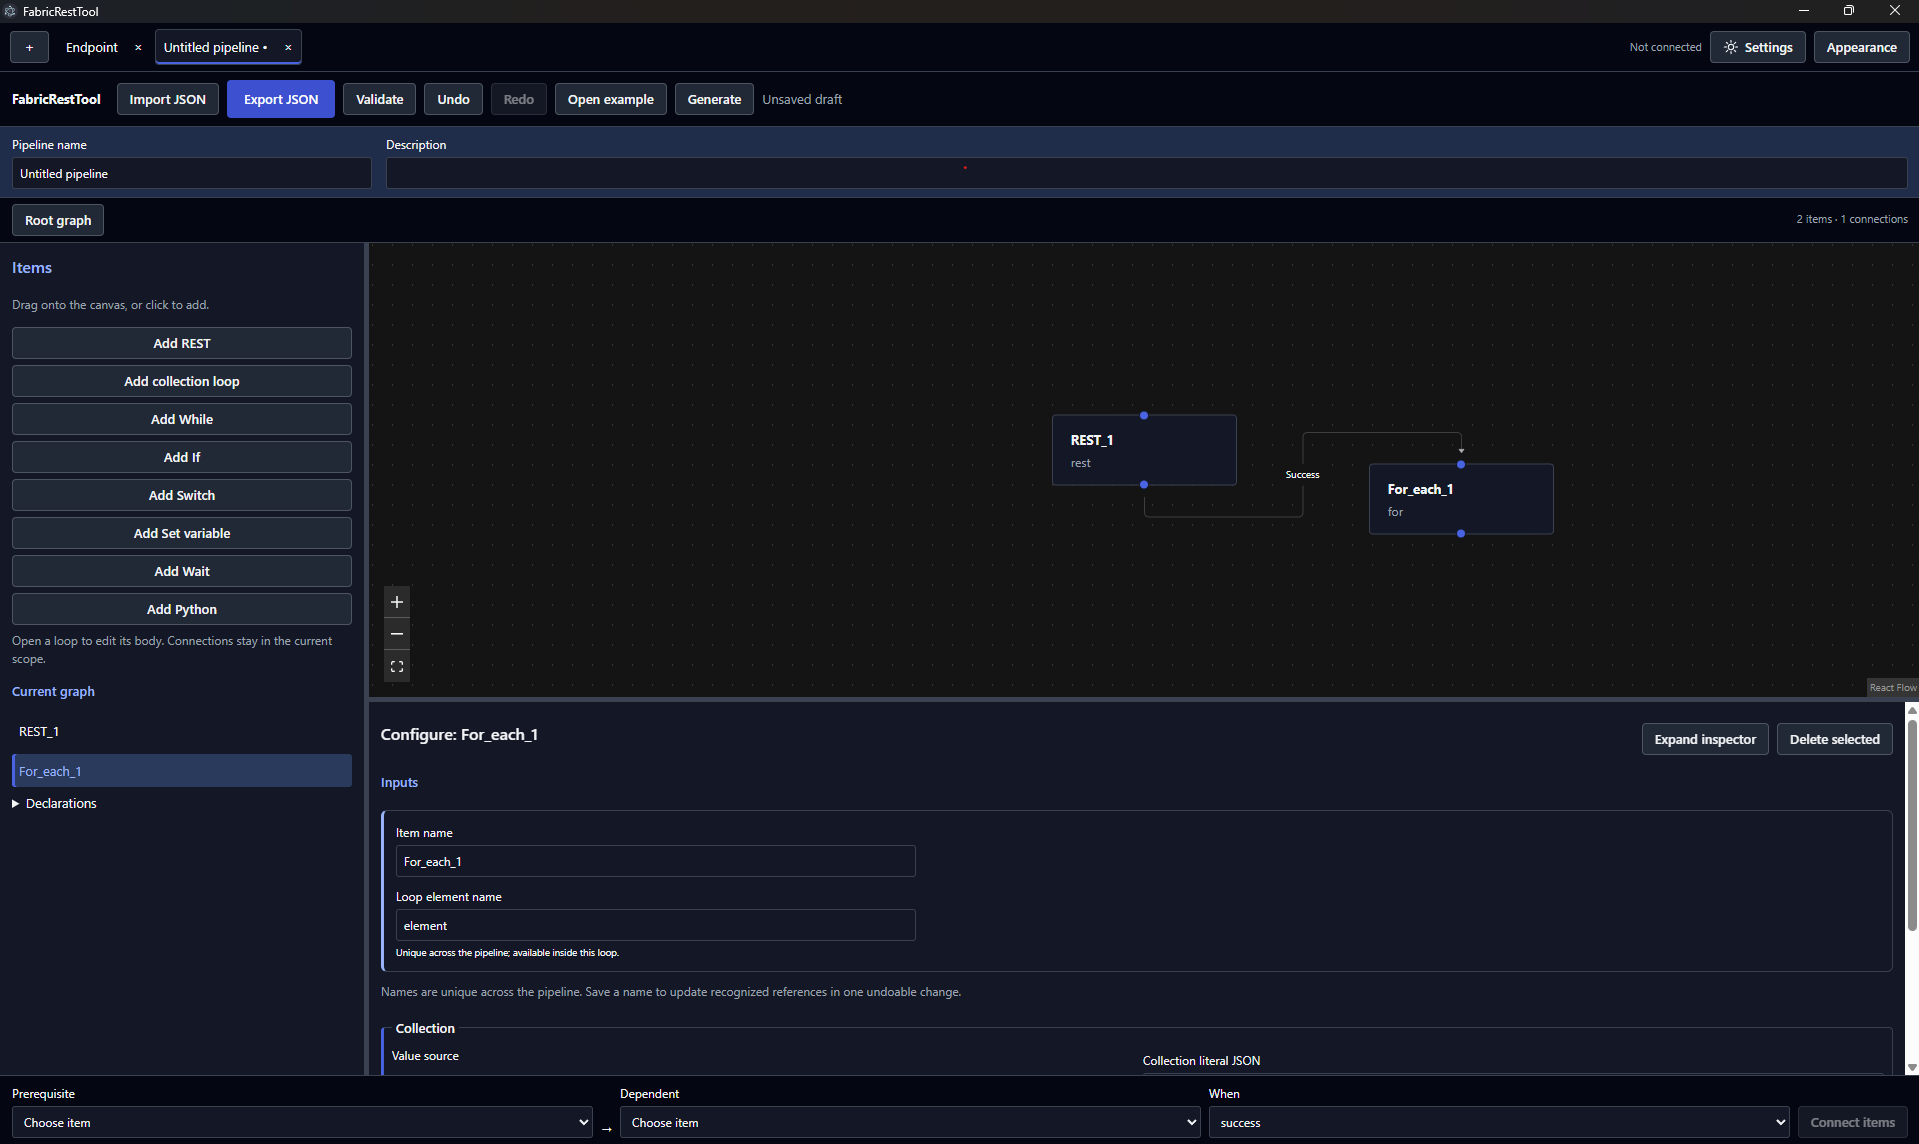 FabricRestTool
+
Endpoint ×
Untitled pipeline • ×
Not connected
Settings
Appearance
FabricRestTool
Import JSON
Export JSON
Validate
Undo
Redo
Open example
Generate
Unsaved draft
Pipeline name
Untitled pipeline
Description
Root graph
2 items · 1 connections
Items
Drag onto the canvas, or click to add.
Add REST
Add collection loop
Add While
Add If
Add Switch
Add Set variable
Add Wait
Add Python
Open a loop to edit its body. Connections stay in the current
scope.
Current graph
REST_1
For_each_1
Declarations
REST_1
rest
Success
For_each_1
for
React Flow
Configure: For_each_1
Expand inspector
Delete selected
Inputs
Item name
For_each_1
Loop element name
element
Unique across the pipeline; available inside this loop.
Names are unique across the pipeline. Save a name to update recognized references in one undoable change.
Collection
Value source
Collection literal JSON
Prerequisite
Choose item
→
Dependent
Choose item
When
success
Connect items